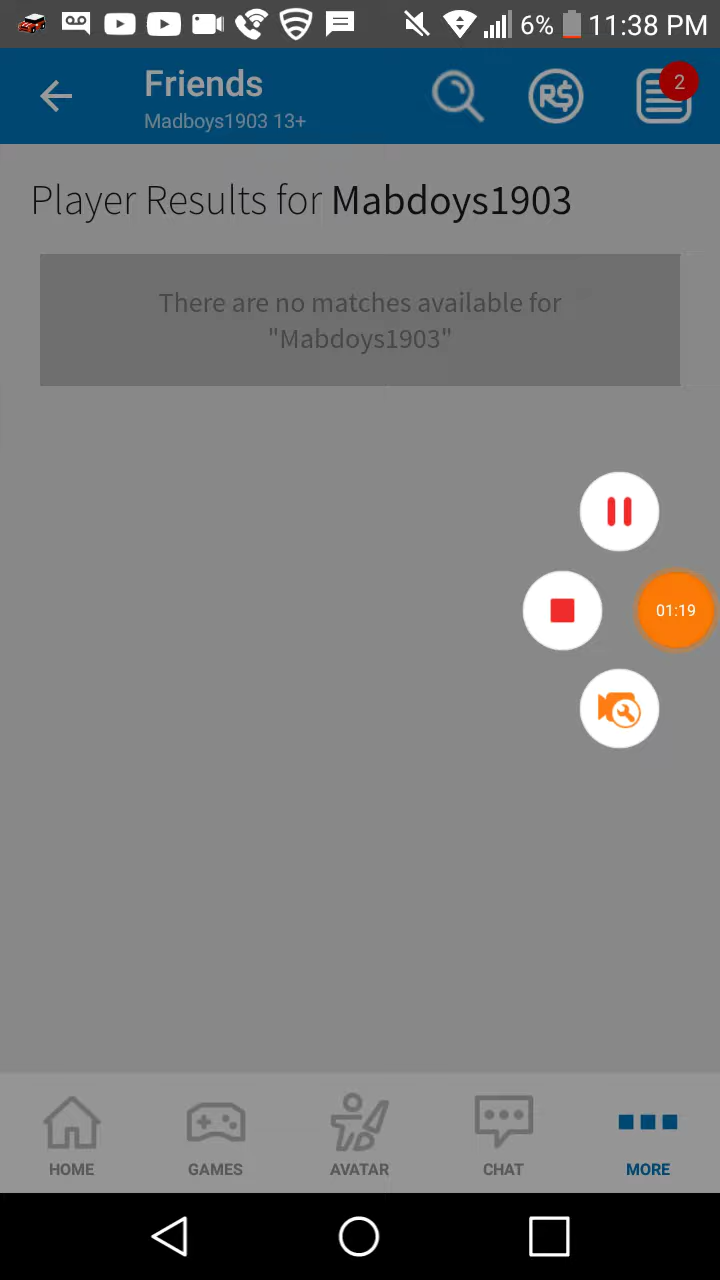 6% 11:38 PM
Friends
Madboys1903 13+
R$
2
Player Results for Mabdoys1903
There are no matches available for
"Mabdoys1903"
01:19
HOME GAMES AVATAR CHAT MORE